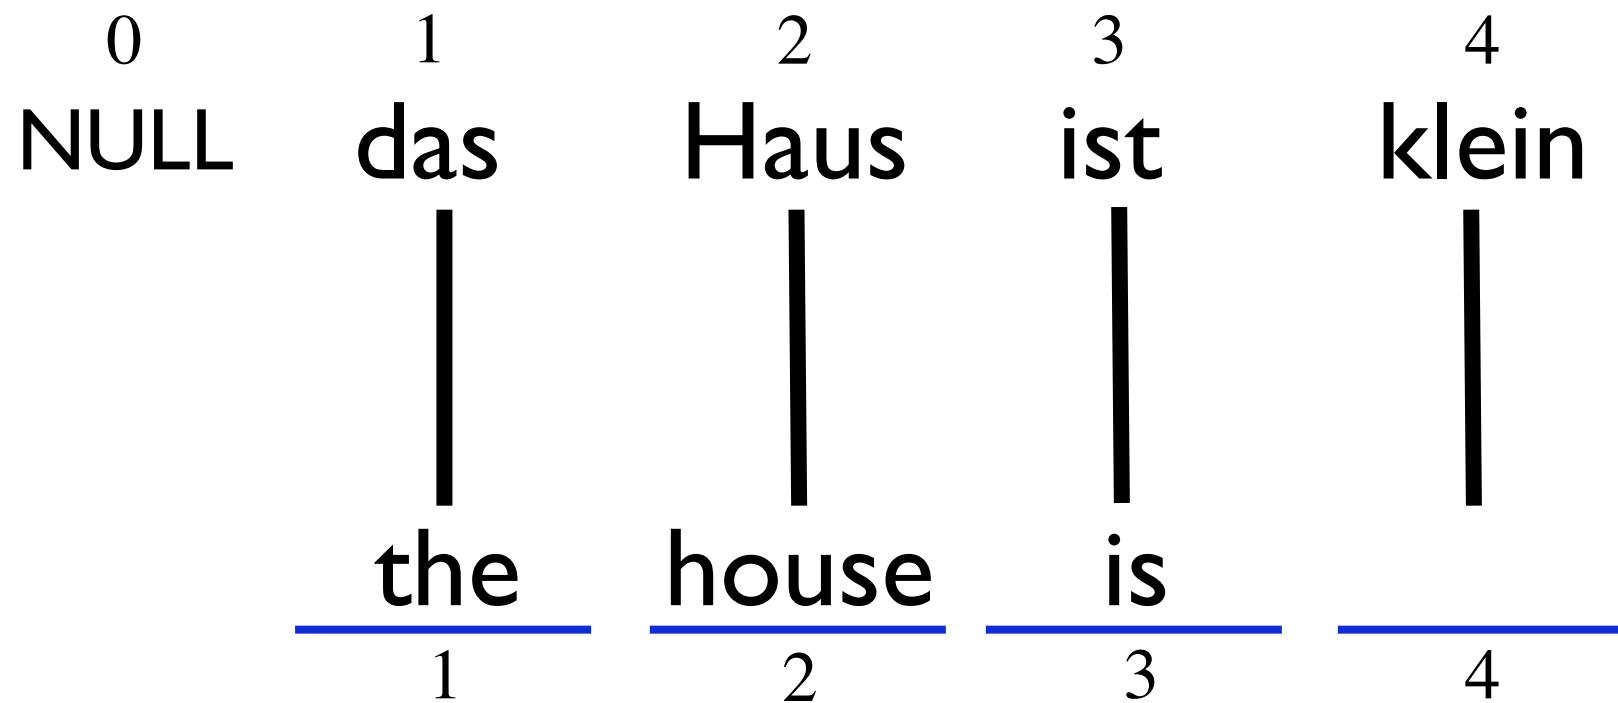 0 1 2 3 4
NULL das Haus ist klein
the house is
1 2 3 4